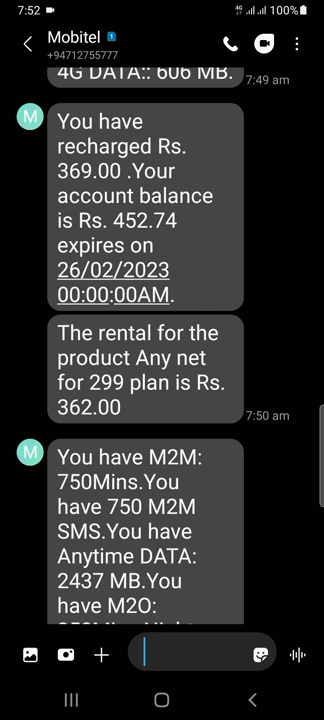 7:52
4G
100%
Mobitel
+94712755777
4G DATA:: 606 MB.
7:49 am
M
You have
recharged Rs.
369.00 .Your
account balance
is Rs. 452.74
expires on
26/02/2023
00:00:00AM.
The rental for the
product Any net
for 299 plan is Rs.
362.00
7:50 am
M
You have M2M:
750Mins.You
have 750 M2M
SMS.You have
Anytime DATA:
2437 MB.You
have M2O: